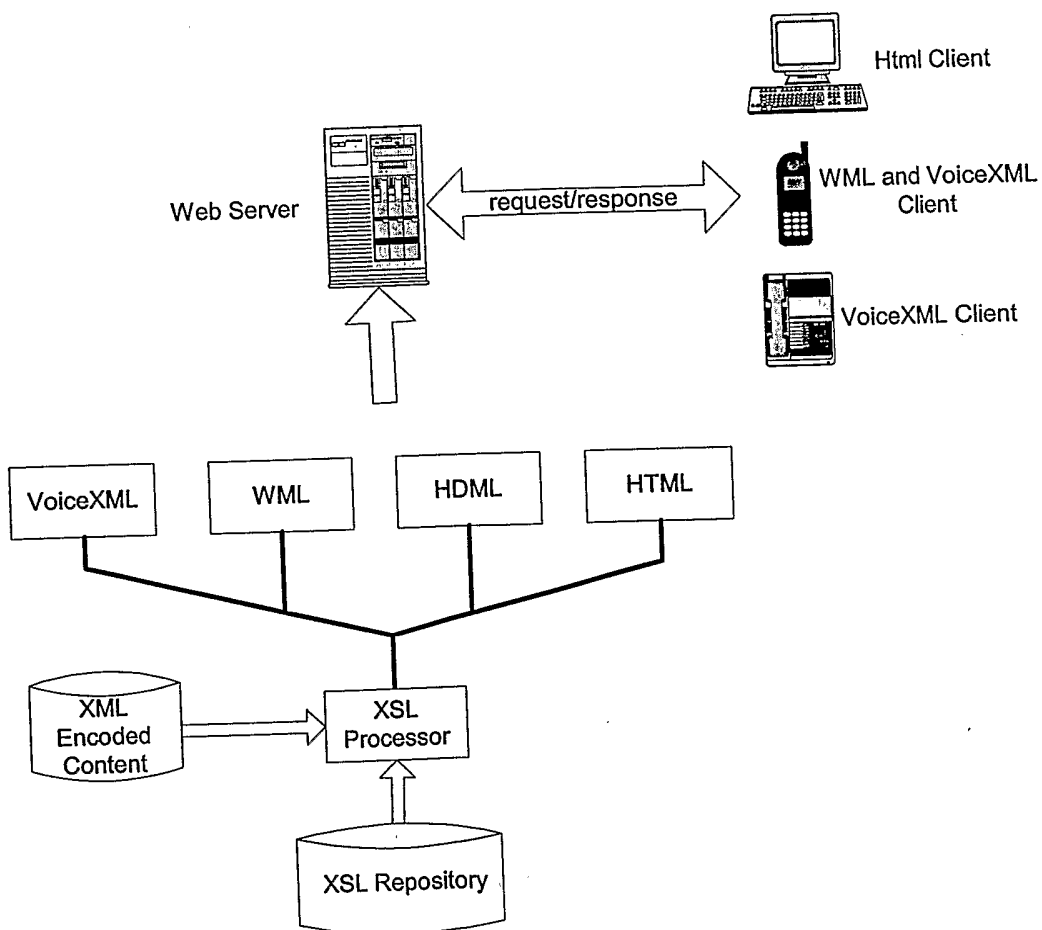 Html Client
Web Server
request/response
WML and VoiceXML
Client
VoiceXML Client
VoiceXML
WML
HDML
HTML
XML
Encoded
Content
XSL
Processor
XSL Repository